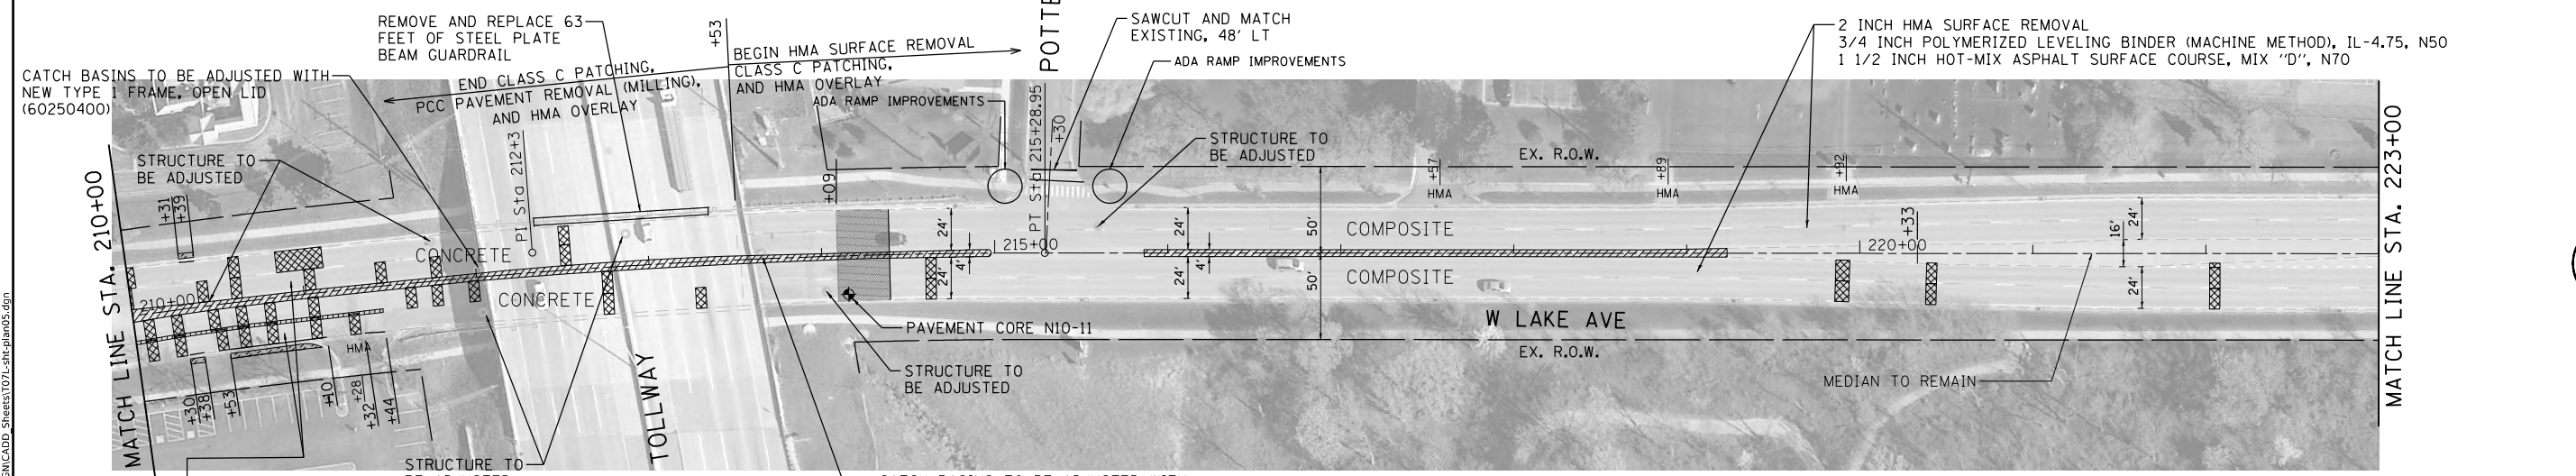 REMOVE AND REPLACE 63
FEET OF STEEL PLATE
BEAM GUARDRAIL
+53
BEGIN HMA SURFACE REMOVAL
CLASS C PATCHING,
AND HMA OVERLAY
END CLASS C PATCHING,
PCC PAVEMENT REMOVAL (MILLING),
AND HMA OVERLAY
CATCH BASINS TO BE ADJUSTED WITH
NEW TYPE 1 FRAME, OPEN LID
(60250400)
SAWCUT AND MATCH
EXISTING, 48' LT
ADA RAMP IMPROVEMENTS
ADA RAMP IMPROVEMENTS
2 INCH HMA SURFACE REMOVAL
3/4 INCH POLYMERIZED LEVELING BINDER (MACHINE METHOD), IL-4.75, N50
1 1/2 INCH HOT-MIX ASPHALT SURFACE COURSE, MIX "D", N70
STRUCTURE TO
BE ADJUSTED
PI Sta 212+3
+09
PT Sta 215+28.95
+30
STRUCTURE TO
BE ADJUSTED
EX. R.O.W.
+57
HMA
+89
HMA
+92
HMA
+31
+39
MATCH LINE STA. 210+00
MATCH LINE STA. 223+00
CONCRETE
CONCRETE
210+00
215+00
220+00
+33
24'
4'
24'
24'
4'
24'
50'
50'
COMPOSITE
COMPOSITE
16'
24'
24'
W LAKE AVE
EX. R.O.W.
PAVEMENT CORE N10-11
STRUCTURE TO
BE ADJUSTED
MEDIAN TO REMAIN
HMA
+30
+38
+53
+10
+28
+32
+44
TOLLWAY
STRUCTURE TO
GN\CADD_Sheets\T07L-sht-plan05.dgn